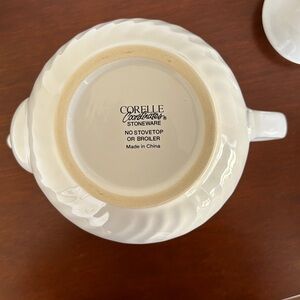 CORELLE
Coordinates®
STONEWARE
NO STOVETOP
OR BROILER
Made in China